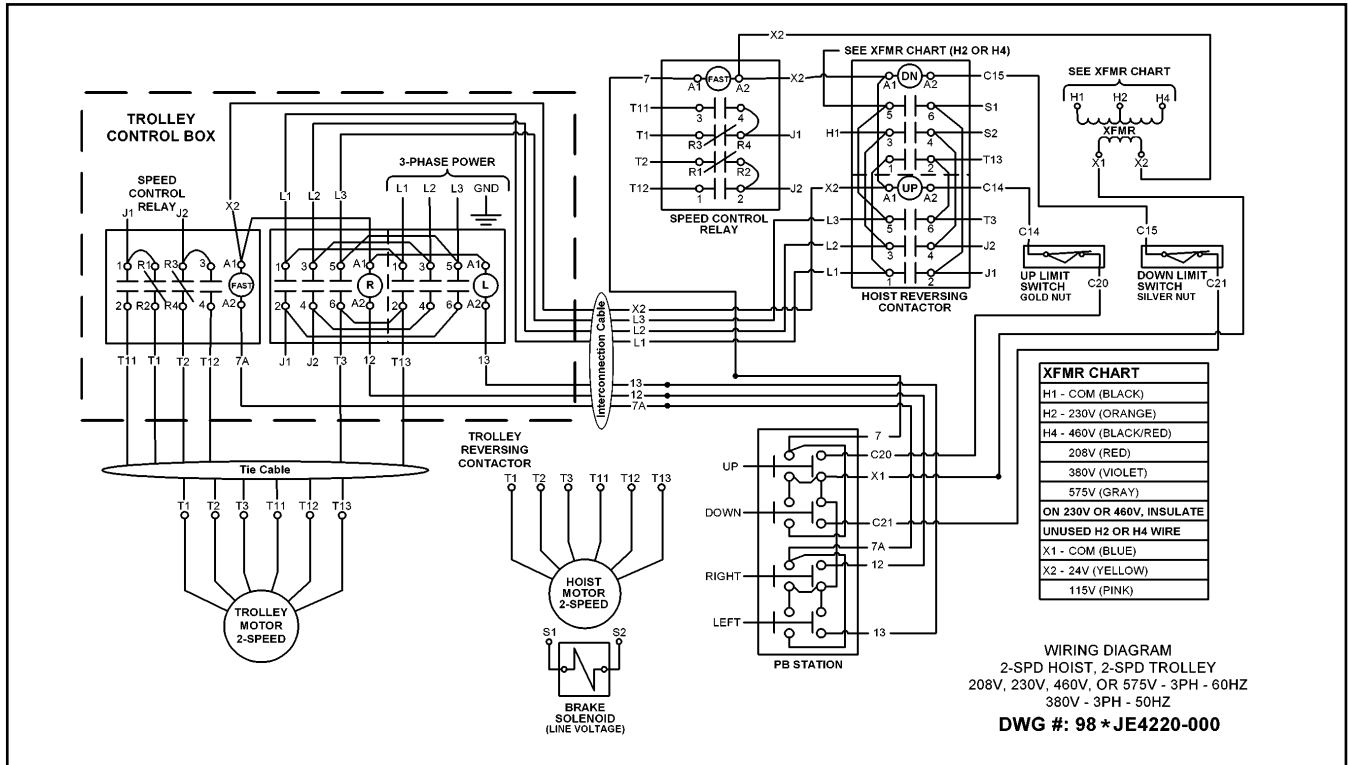 X2
SEE XFMR CHART (H2 OR H4)
TROLLEY
CONTROL BOX
3-PHASE POWER
L1 L2 L3 GND
SPEED
CONTROL
RELAY
J1 J2 X2 L1 L2 L3
1 R1 R3 3 A1 FAST 2 R2 R4 4 A2
1 3 5 A1 1 3 5 A1
R L
2 4 6 A2 2 4 6 A2
T11 T1 T2 T12 7A J1 J2 T3 12 T13 13
7 A1 FAST A2 X2
T11 3 4
T1 R3 R4 J1
T2 R1 R2
T12 1 2 J2
SPEED CONTROL
RELAY
A1 DN A2 C15
5 6 S1
H1 3 4 S2
1 2 T13
X2 A1 UP A2 C14
L3 5 6 T3
L2 3 4 J2
L1 1 2 J1
HOIST REVERSING
CONTACTOR
SEE XFMR CHART
H1 H2 H4
XFMR
X1 X2
C14
UP LIMIT
SWITCH
GOLD NUT
C20
C15
DOWN LIMIT
SWITCH
SILVER NUT
C21
Interconnection Cable
X2
L3
L2
L1
13
12
7A
TROLLEY
REVERSING
CONTACTOR
Tie Cable
T1 T2 T3 T11 T12 T13
TROLLEY
MOTOR
2-SPEED
T1 T2 T3 T11 T12 T13
HOIST
MOTOR
2-SPEED
S1 S2
BRAKE
SOLENOID
(LINE VOLTAGE)
7
C20
UP X1
DOWN C21
7A
12
RIGHT
LEFT 13
PB STATION
XFMR CHART
H1 - COM (BLACK)
H2 - 230V (ORANGE)
H4 - 460V (BLACK/RED)
208V (RED)
380V (VIOLET)
575V (GRAY)
ON 230V OR 460V, INSULATE
UNUSED H2 OR H4 WIRE
X1 - COM (BLUE)
X2 - 24V (YELLOW)
115V (PINK)
WIRING DIAGRAM
2-SPD HOIST, 2-SPD TROLLEY
208V, 230V, 460V, OR 575V - 3PH - 60HZ
380V - 3PH - 50HZ
DWG #: 98*JE4220-000